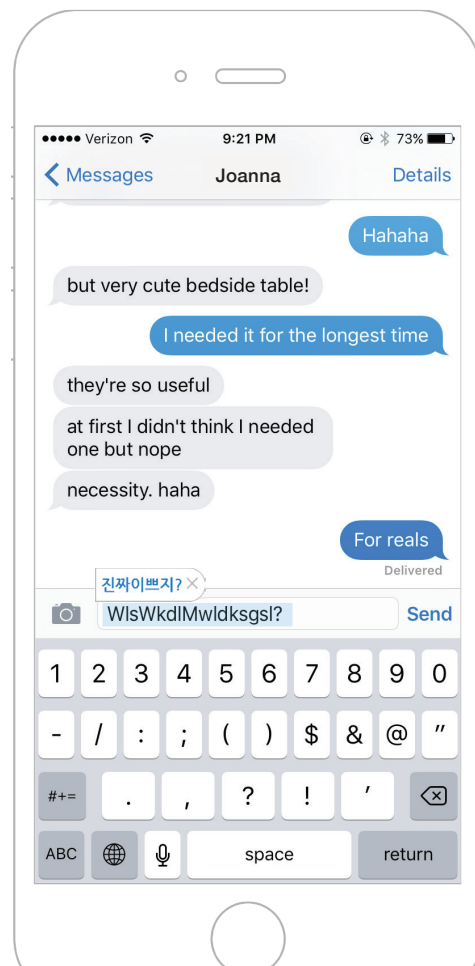 Verizon 9:21 PM 73%
Messages Joanna Details
Hahaha
but very cute bedside table!
I needed it for the longest time
they're so useful
at first I didn't think I needed
one but nope
necessity. haha
For reals
Delivered
진짜이쁘지? ×
WlsWkdlMwldksgsl? Send
1 2 3 4 5 6 7 8 9 0
- / : ; ( ) $ & @ "
#+= . , ? ! '
ABC space return